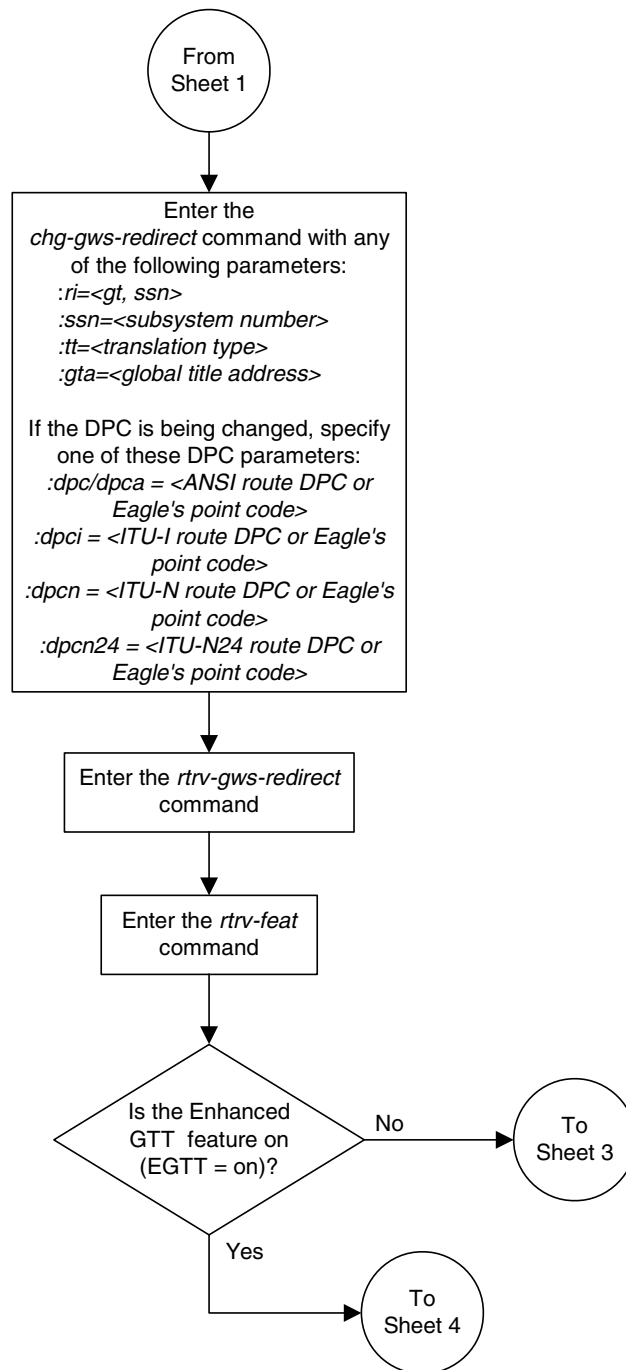 From
Sheet 1
Enter the
chg-gws-redirect command with any
of the following parameters:
:ri=<gt, ssn>
:ssn=<subsystem number>
:tt=<translation type>
:gta=<global title address>
If the DPC is being changed, specify
one of these DPC parameters:
:dpc/dpca = <ANSI route DPC or
Eagle's point code>
:dpci = <ITU-I route DPC or Eagle's
point code>
:dpcn = <ITU-N route DPC or Eagle's
point code>
:dpcn24 = <ITU-N24 route DPC or
Eagle's point code>
Enter the rtrv-gws-redirect
command
Enter the rtrv-feat
command
Is the Enhanced
GTT feature on
(EGTT = on)?
No
To
Sheet 3
Yes
To
Sheet 4